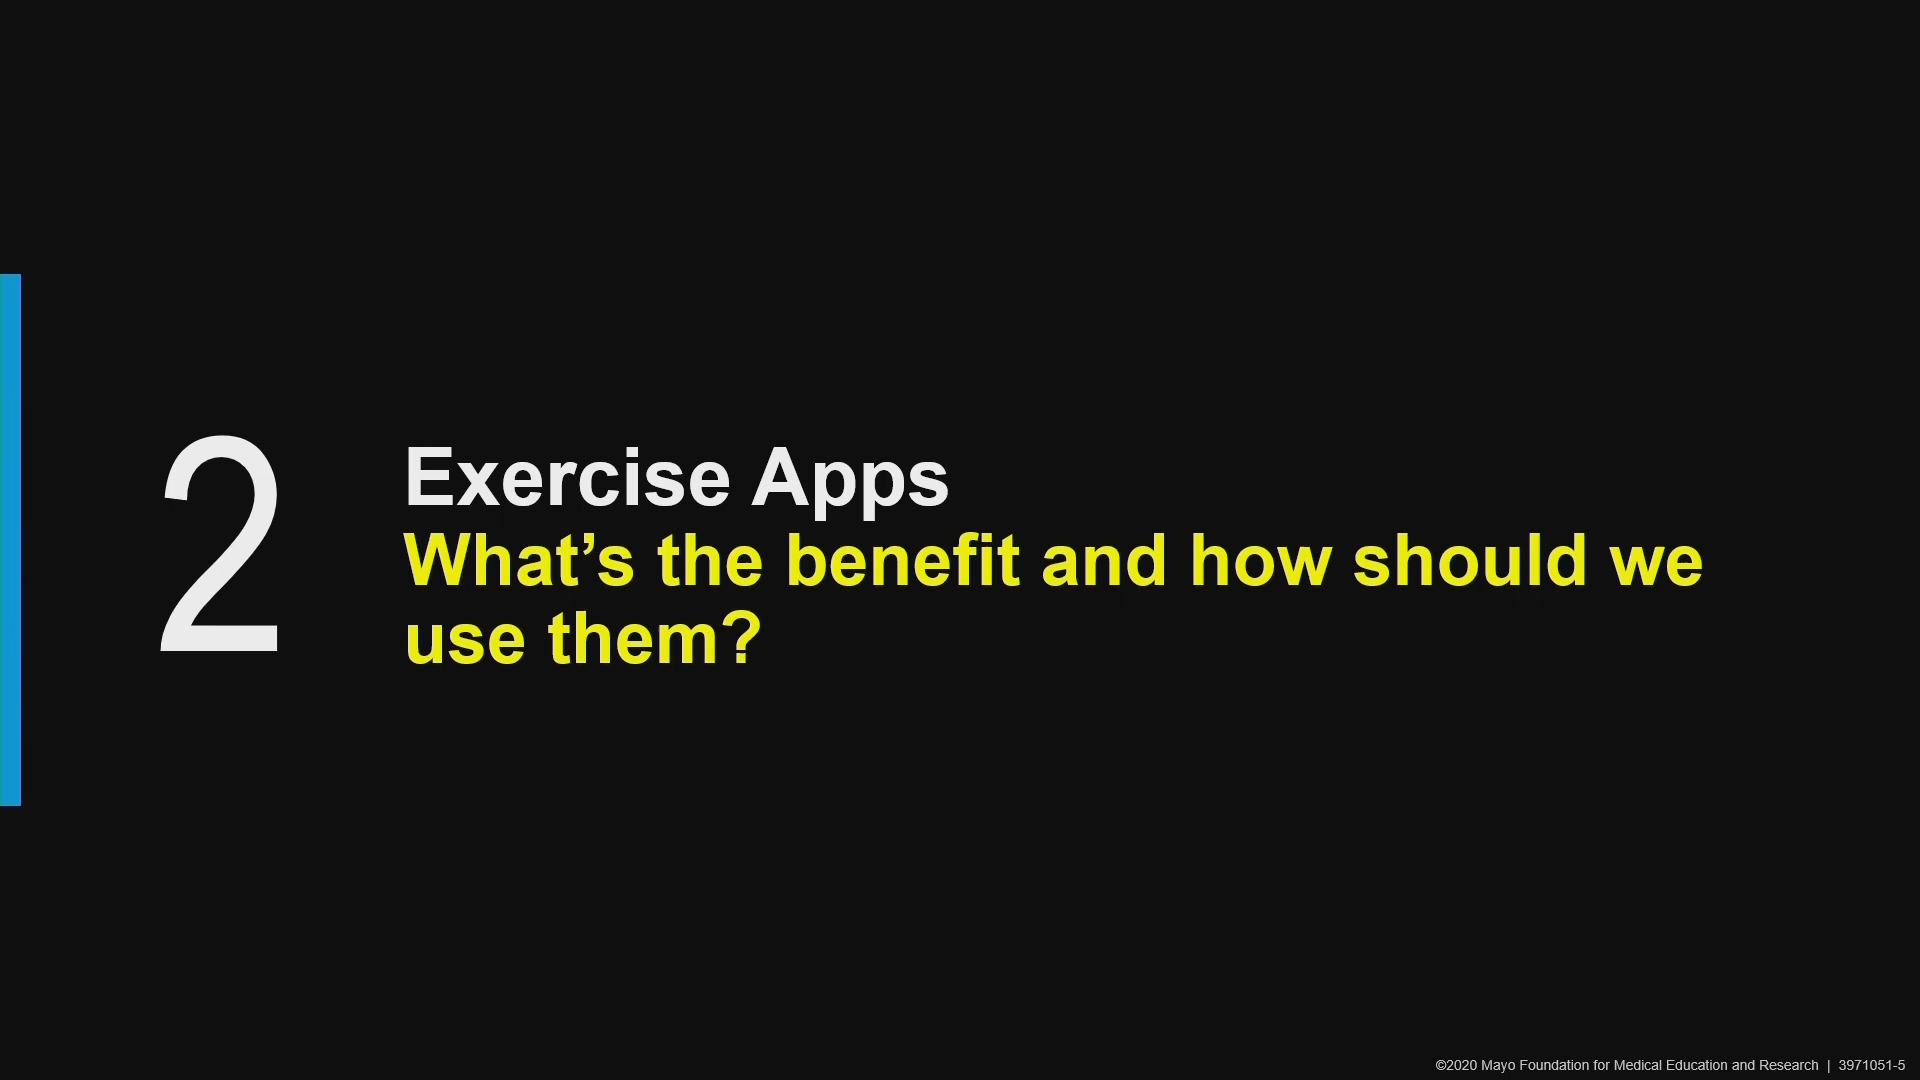 2
Exercise Apps
What’s the benefit and how should we
use them?
©2020 Mayo Foundation for Medical Education and Research | 3971051-5